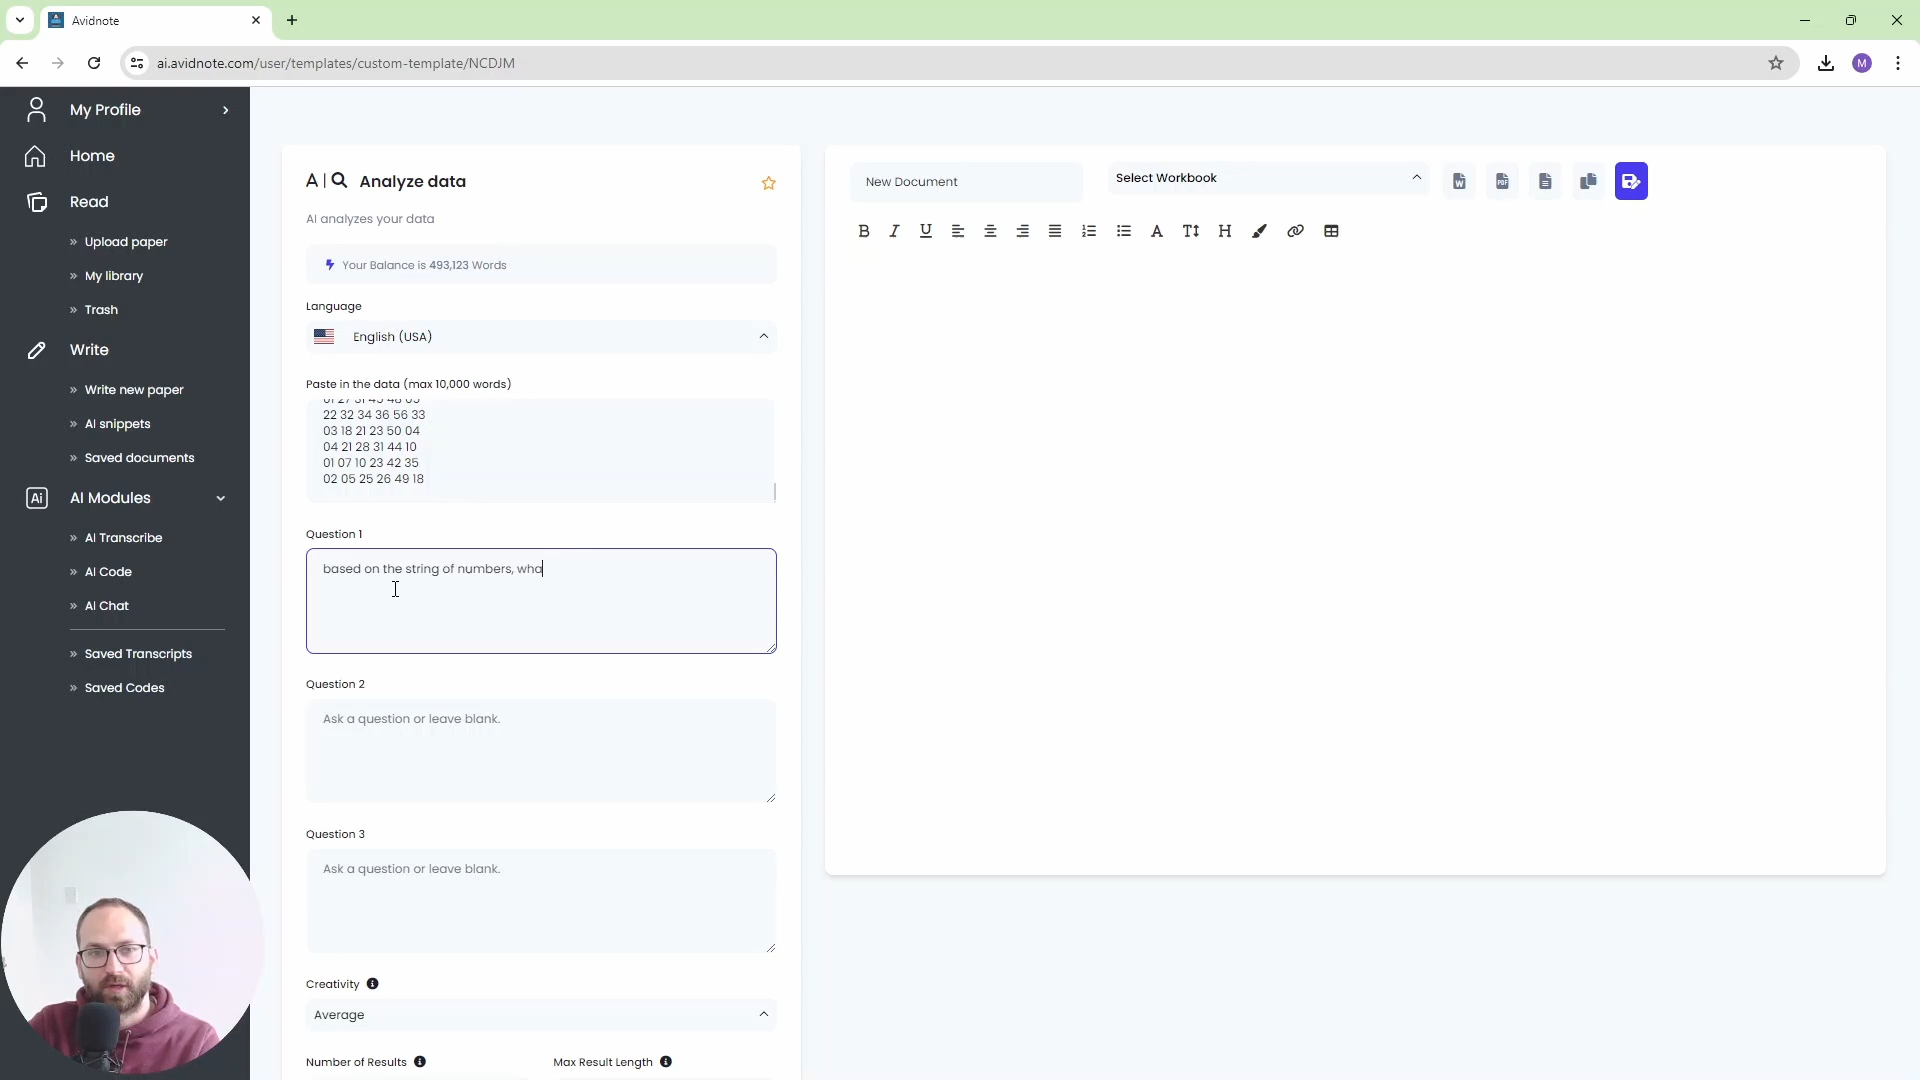 Avidnote
ai.avidnote.com/user/templates/custom-template/NCDJM
M
My Profile
Home
Read
Upload paper
My library
Trash
Write
Write new paper
AI snippets
Saved documents
Ai
AI Modules
AI Transcribe
AI Code
AI Chat
Saved Transcripts
Saved Codes
A | Analyze data
AI analyzes your data
Your Balance is 493,123 Words
Language
English (USA)
Paste in the data (max 10,000 words)
22 32 34 36 56 33
03 18 21 23 50 04
04 21 28 31 44 10
01 07 10 23 42 35
02 05 25 26 49 18
Question 1
based on the string of numbers, wha
Question 2
Ask a question or leave blank.
Question 3
Ask a question or leave blank.
Creativity
Average
Number of Results
Max Result Length
New Document
Select Workbook